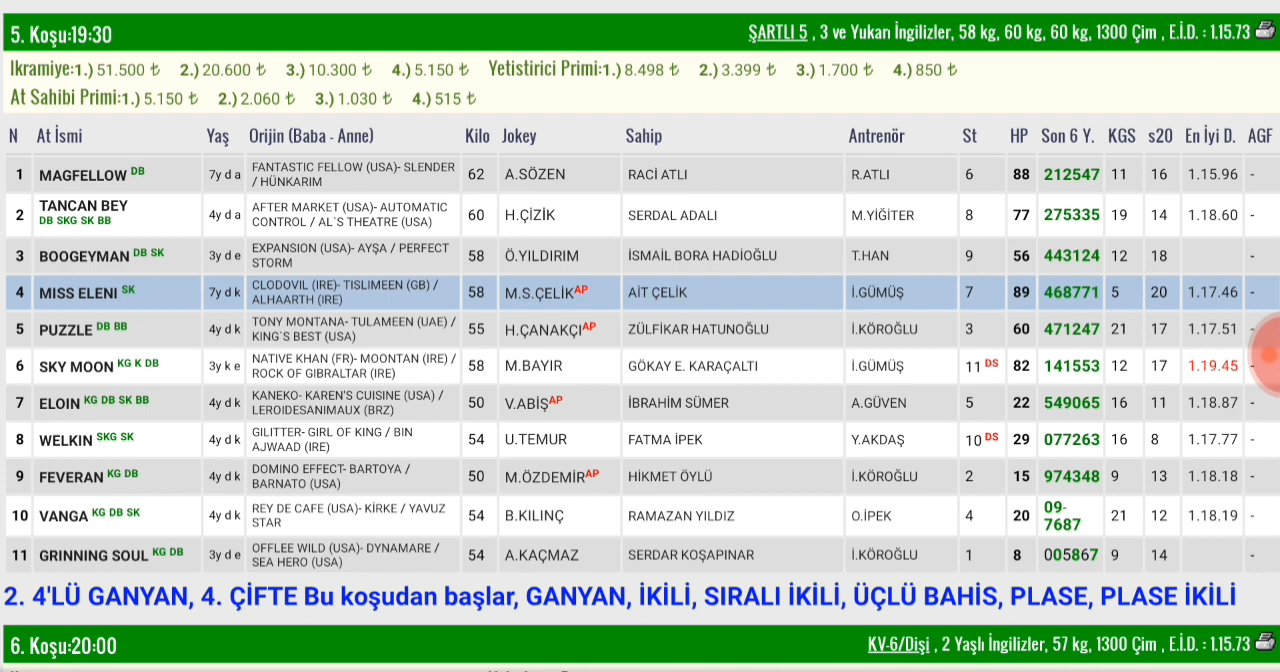 5. Koşu:19:30 ŞARTLI 5 , 3 ve Yukarı İngilizler, 58 kg, 60 kg, 60 kg, 1300 Çim , E.İ.D. : 1.15.73
Ikramiye:1.) 51.500 ₺ 2.) 20.600 ₺ 3.) 10.300 ₺ 4.) 5.150 ₺ Yetistirici Primi:1.) 8.498 ₺ 2.) 3.399 ₺ 3.) 1.700 ₺ 4.) 850 ₺
At Sahibi Primi:1.) 5.150 ₺ 2.) 2.060 ₺ 3.) 1.030 ₺ 4.) 515 ₺
N At İsmi Yaş Orijin (Baba - Anne) Kilo Jokey Sahip Antrenör St HP Son 6 Y. KGS s20 En İyi D. AGF
1 MAGFELLOW DB 7y d a FANTASTIC FELLOW (USA)- SLENDER / HÜNKARIM 62 A.SÖZEN RACİ ATLI R.ATLI 6 88 212547 11 16 1.15.96 -
2 TANCAN BEY DB SKG SK BB 4y d a AFTER MARKET (USA)- AUTOMATIC CONTROL / AL`S THEATRE (USA) 60 H.ÇİZİK SERDAL ADALI M.YİĞİTER 8 77 275335 19 14 1.18.60 -
3 BOOGEYMAN DB SK 3y d e EXPANSION (USA)- AYŞA / PERFECT STORM 58 Ö.YILDIRIM İSMAİL BORA HADİOĞLU T.HAN 9 56 443124 12 18 -
4 MISS ELENI SK 7y d k CLODOVIL (IRE)- TISLIMEEN (GB) / ALHAARTH (IRE) 58 M.S.ÇELİK AP AİT ÇELİK İ.GÜMÜŞ 7 89 468771 5 20 1.17.46 -
5 PUZZLE DB BB 4y d k TONY MONTANA- TULAMEEN (UAE) / KING`S BEST (USA) 55 H.ÇANAKÇI AP ZÜLFİKAR HATUNOĞLU İ.KÖROĞLU 3 60 471247 21 17 1.17.51 -
6 SKY MOON KG K DB 3y k e NATIVE KHAN (FR)- MOONTAN (IRE) / ROCK OF GIBRALTAR (IRE) 58 M.BAYIR GÖKAY E. KARAÇALTI İ.GÜMÜŞ 11 DS 82 141553 12 17 1.19.45 -
7 ELOIN KG DB SK BB 4y d k KANEKO- KAREN'S CUISINE (USA) / LEROIDESANIMAUX (BRZ) 50 V.ABİŞ AP İBRAHİM SÜMER A.GÜVEN 5 22 549065 16 11 1.18.87 -
8 WELKIN SKG SK 4y d k GILITTER- GIRL OF KING / BIN AJWAAD (IRE) 54 U.TEMUR FATMA İPEK Y.AKDAŞ 10 DS 29 077263 16 8 1.17.77 -
9 FEVERAN KG DB 4y d k DOMINO EFFECT- BARTOYA / BARNATO (USA) 50 M.ÖZDEMİR AP HİKMET ÖYLÜ İ.KÖROĞLU 2 15 974348 9 13 1.18.18 -
10 VANGA KG DB SK 4y d k REY DE CAFE (USA)- KİRKE / YAVUZ STAR 54 B.KILINÇ RAMAZAN YILDIZ O.İPEK 4 20 09-7687 21 12 1.18.19 -
11 GRINNING SOUL KG DB 3y d e OFFLEE WILD (USA)- DYNAMARE / SEA HERO (USA) 54 A.KAÇMAZ SERDAR KOŞAPINAR İ.KÖROĞLU 1 8 005867 9 14 -
2. 4'LÜ GANYAN, 4. ÇİFTE Bu koşudan başlar, GANYAN, İKİLİ, SIRALI İKİLİ, ÜÇLÜ BAHİS, PLASE, PLASE İKİLİ
6. Koşu:20:00 KV-6/Dişi , 2 Yaşlı İngilizler, 57 kg, 1300 Çim , E.İ.D. : 1.15.73